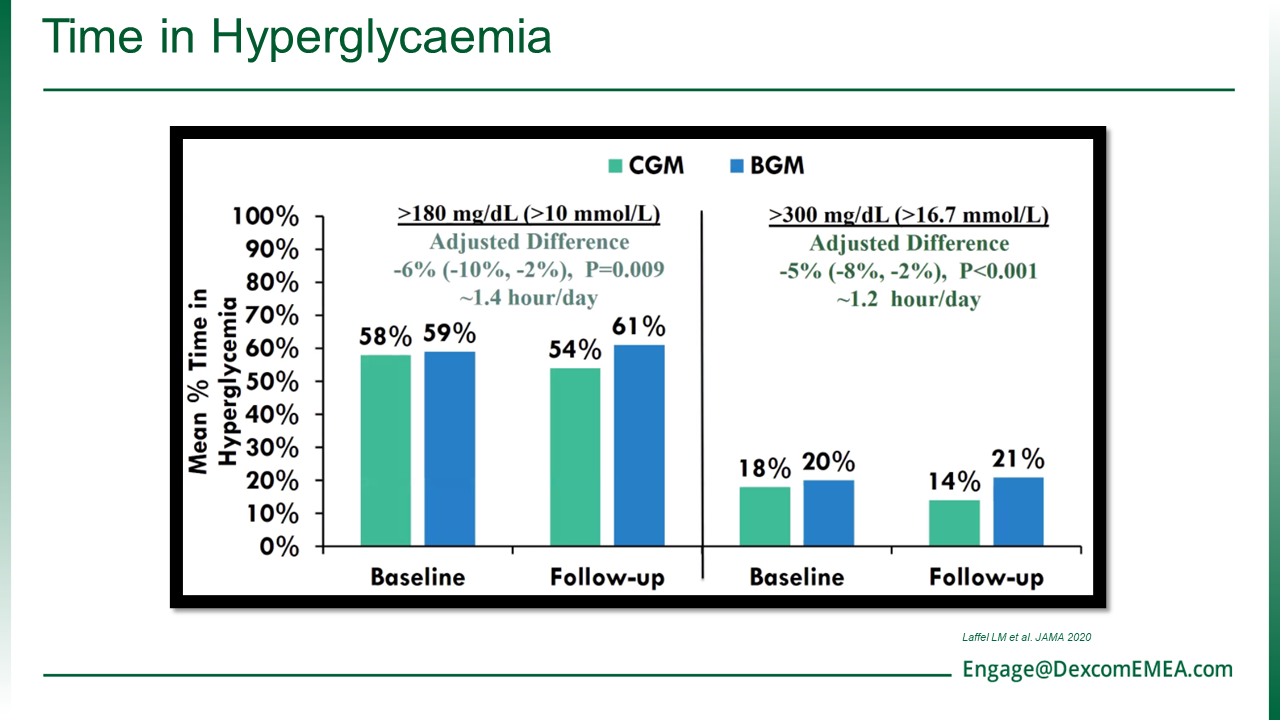 Time in Hyperglycaemia
CGM
BGM
Mean % Time in
Hyperglycemia
100%
90%
80%
70%
60%
50%
40%
30%
20%
10%
0%
>180 mg/dL (>10 mmol/L)
Adjusted Difference
-6% (-10%, -2%), P=0.009
~1.4 hour/day
58%
59%
54%
61%
Baseline
Follow-up
>300 mg/dL (>16.7 mmol/L)
Adjusted Difference
-5% (-8%, -2%), P<0.001
~1.2 hour/day
18%
20%
14%
21%
Baseline
Follow-up
Laffel LM et al. JAMA 2020
Engage@DexcomEMEA.com